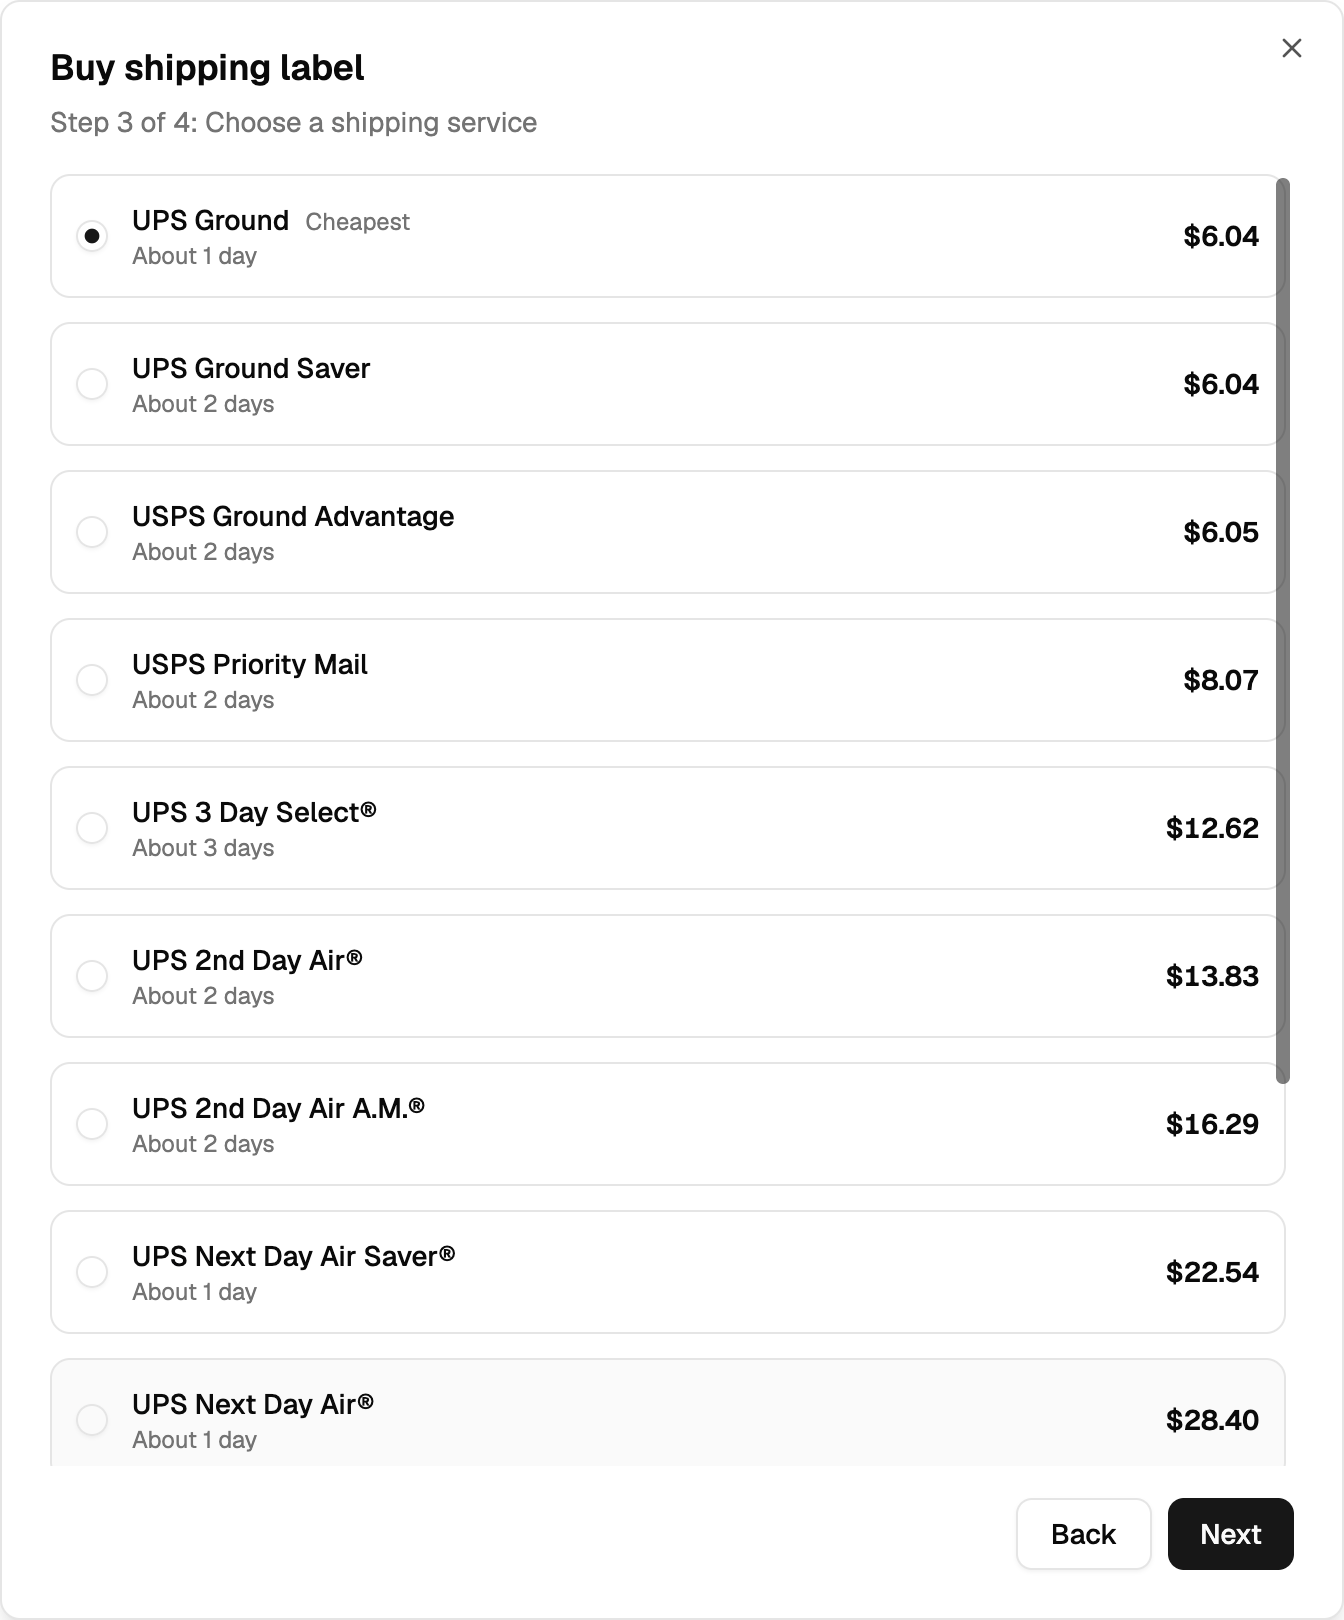 Buy shipping label
Step 3 of 4: Choose a shipping service
UPS Ground Cheapest
About 1 day
$6.04
UPS Ground Saver
About 2 days
$6.04
USPS Ground Advantage
About 2 days
$6.05
USPS Priority Mail
About 2 days
$8.07
UPS 3 Day Select®
About 3 days
$12.62
UPS 2nd Day Air®
About 2 days
$13.83
UPS 2nd Day Air A.M.®
About 2 days
$16.29
UPS Next Day Air Saver®
About 1 day
$22.54
UPS Next Day Air®
About 1 day
$28.40
Back
Next